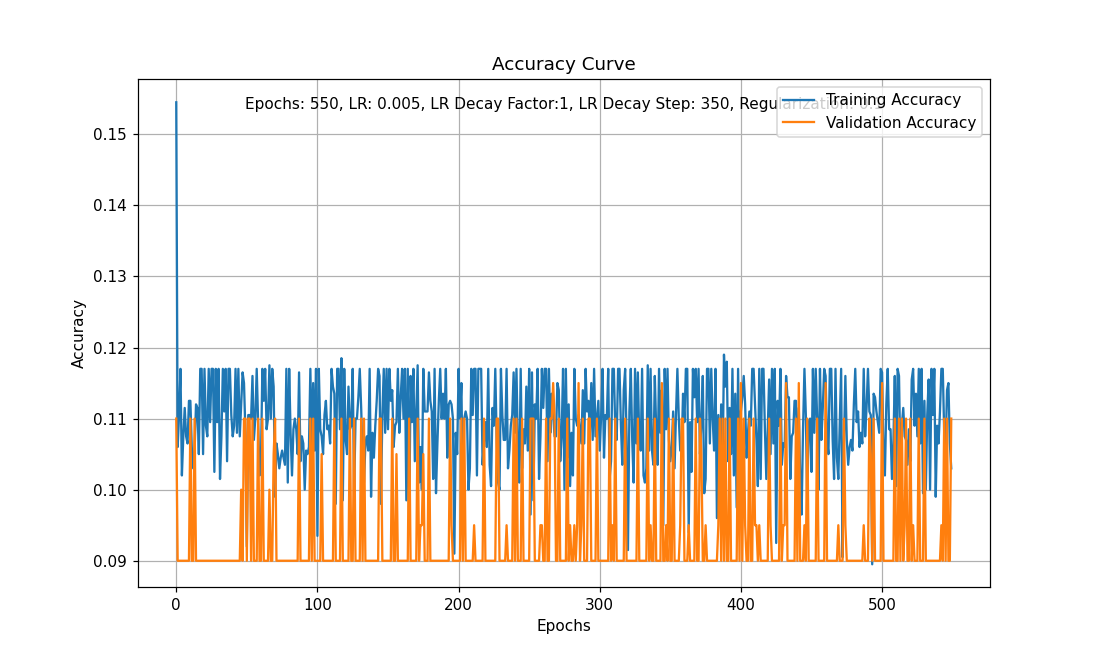 Accuracy Curve
Epochs: 550, LR: 0.005, LR Decay Factor:1, LR Decay Step: 350, Regularization:
Training Accuracy
Validation Accuracy
0.15
0.14
0.13
0.12
0.11
0.10
0.09
Accuracy
0 100 200 300 400 500
Epochs